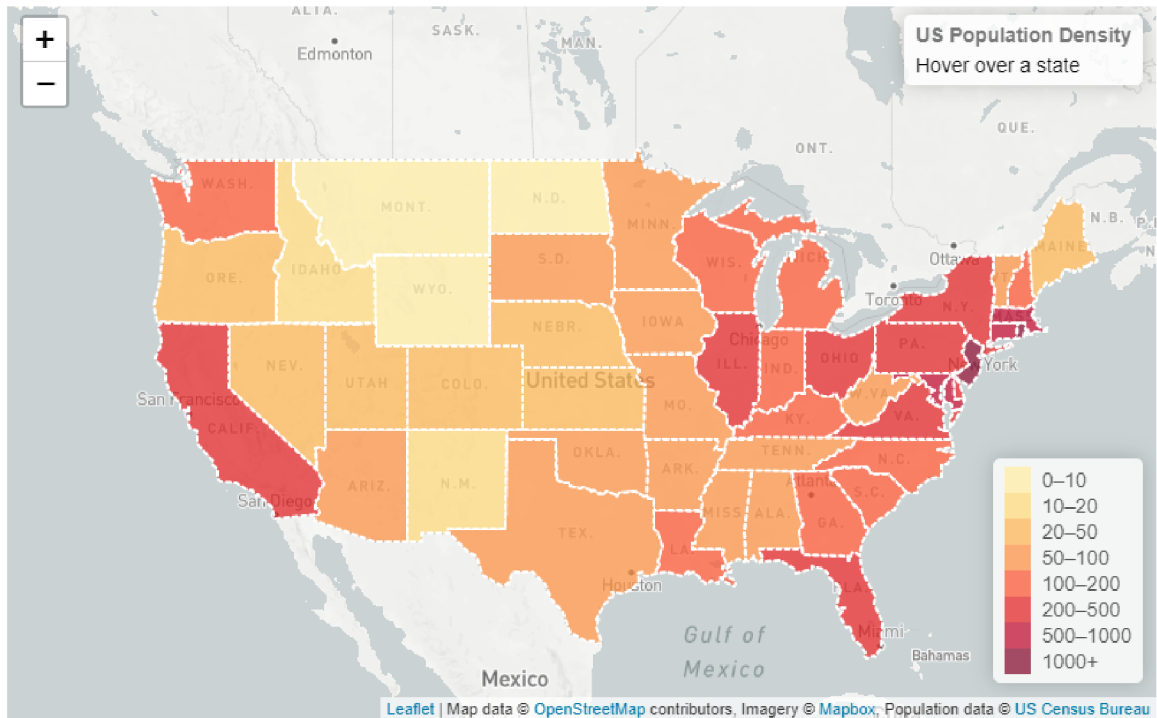 +
−
ALTA.
Edmonton
SASK.
MAN.
US Population Density
Hover over a state
QUE.
ONT.
N.B.
WASH.
MONT.
N.D.
MINN.
MAINE
ORE.
IDAHO
S.D.
WIS.
MICH.
Ottawa
VT.
WYO.
Toronto
N.Y.
MASS.
NEBR.
IOWA
Chicago
NEV.
UTAH
COLO.
United States
ILL.
IND.
OHIO
PA.
New York
San Francisco
MO.
KY.
W.VA.
VA.
CALIF.
OKLA.
TENN.
N.C.
San Diego
ARIZ.
N.M.
ARK.
Atlanta
S.C.
MISS.
ALA.
GA.
TEX.
LA.
Houston
FLA.
Miami
Gulf of
Mexico
Bahamas
Mexico
0–10
10–20
20–50
50–100
100–200
200–500
500–1000
1000+
Leaflet | Map data © OpenStreetMap contributors, Imagery © Mapbox, Population data © US Census Bureau